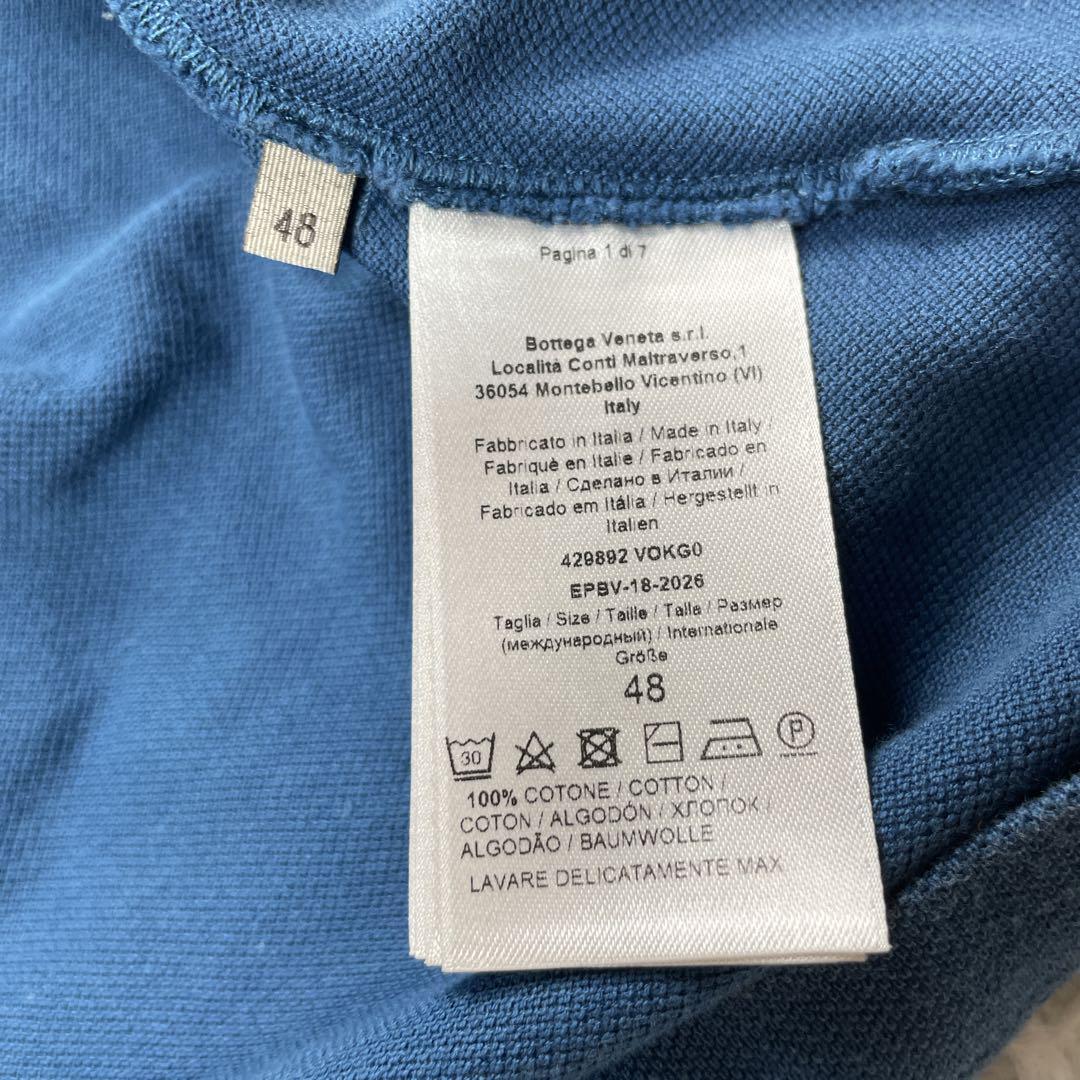 48
Pagina 1 di 7
Bottega Veneta s.r.l.
Località Conti Maltraverso,1
36054 Montebello Vicentino (VI)
Italy
Fabbricato in Italia / Made in Italy /
Fabriquè en Italie / Fabricado en
Italia / Сделано в Италии /
Fabricado em Itália / Hergestellt in
Italien
429892 VOKG0
EPBV-18-2026
Taglia / Size / Taille / Talla / Размер
(международный) / Internationale
Größe
48
30
P
100% COTONE / COTTON /
COTON / ALGODÓN / ХЛОПОК /
ALGODÃO / BAUMWOLLE
LAVARE DELICATAMENTE MAX